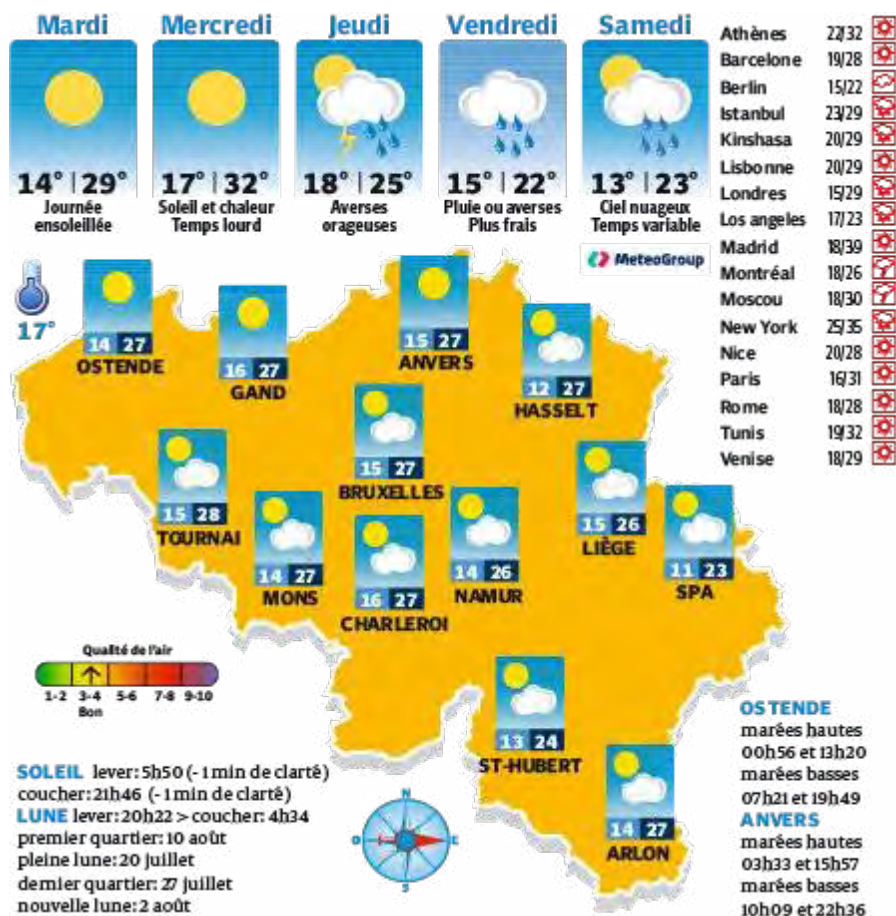 Mardi
14° | 29°
Journée
ensoleillée
Mercredi
17° | 32°
Soleil et chaleur
Temps lourd
Jeudi
18° | 25°
Averses
orageuses
Vendredi
15° | 22°
Pluie ou averses
Plus frais
Samedi
13° | 23°
Ciel nuageux
Temps variable
MeteoGroup
Athènes 22/32
Barcelone 19/28
Berlin 15/22
Istanbul 23/29
Kinshasa 20/29
Lisbonne 20/29
Londres 15/29
Los angeles 17/23
Madrid 18/39
Montréal 18/26
Moscou 18/30
New York 25/35
Nice 20/28
Paris 16/31
Rome 18/28
Tunis 19/32
Venise 18/29
17°
14 27
OSTENDE
16 27
GAND
15 27
ANVERS
12 27
HASSELT
15 27
BRUXELLES
15 28
TOURNAI
14 27
MONS
16 27
CHARLEROI
14 26
NAMUR
15 26
LIÈGE
11 23
SPA
13 24
ST-HUBERT
14 27
ARLON
Qualité de l'air
1-2 3-4 5-6 7-8 9-10
Bon
SOLEIL lever: 5h50 (- 1 min de clarté)
coucher: 21h46 (- 1 min de clarté)
LUNE lever: 20h22 > coucher: 4h34
premier quartier: 10 août
pleine lune: 20 juillet
dernier quartier: 27 juillet
nouvelle lune: 2 août
N
O E
S
OSTENDE
marées hautes
00h56 et 13h20
marées basses
07h21 et 19h49
ANVERS
marées hautes
03h33 et 15h57
marées basses
10h09 et 22h36